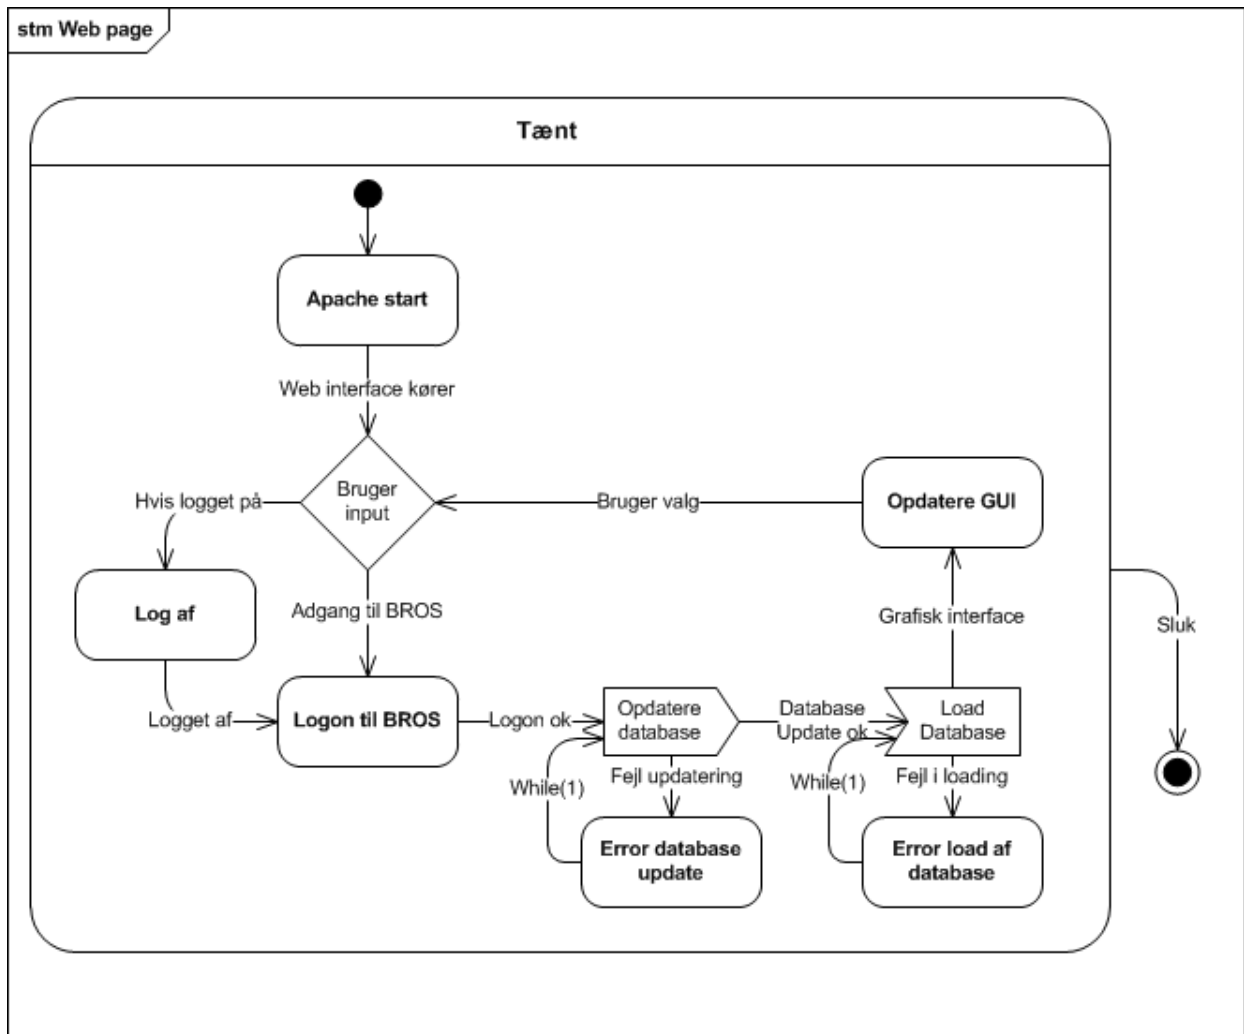 stm Web page
Tænt
Apache start
Web interface kører
Bruger
input
Hvis logget på
Bruger valg
Opdatere GUI
Log af
Adgang til BROS
Grafisk interface
Sluk
Logget af
Logon til BROS
Logon ok
Opdatere
database
Database
Update ok
Load
Database
While(1)
Fejl updatering
While(1)
Fejl i loading
Error database
update
Error load af
database